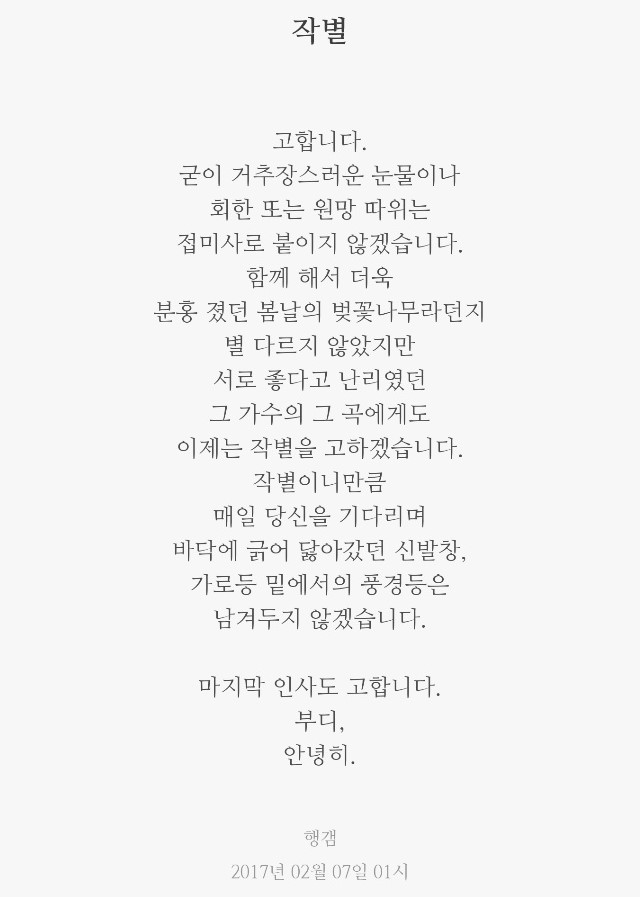 작별
고합니다.
굳이 거추장스러운 눈물이나
회한 또는 원망 따위는
접미사로 붙이지 않겠습니다.
함께 해서 더욱
분홍 졌던 봄날의 벚꽃나무라던지
별 다르지 않았지만
서로 좋다고 난리였던
그 가수의 그 곡에게도
이제는 작별을 고하겠습니다.
작별이니만큼
매일 당신을 기다리며
바닥에 긁어 닳아갔던 신발창,
가로등 밑에서의 풍경등은
남겨두지 않겠습니다.
마지막 인사도 고합니다.
부디,
안녕히.
행갬
2017년 02월 07일 01시